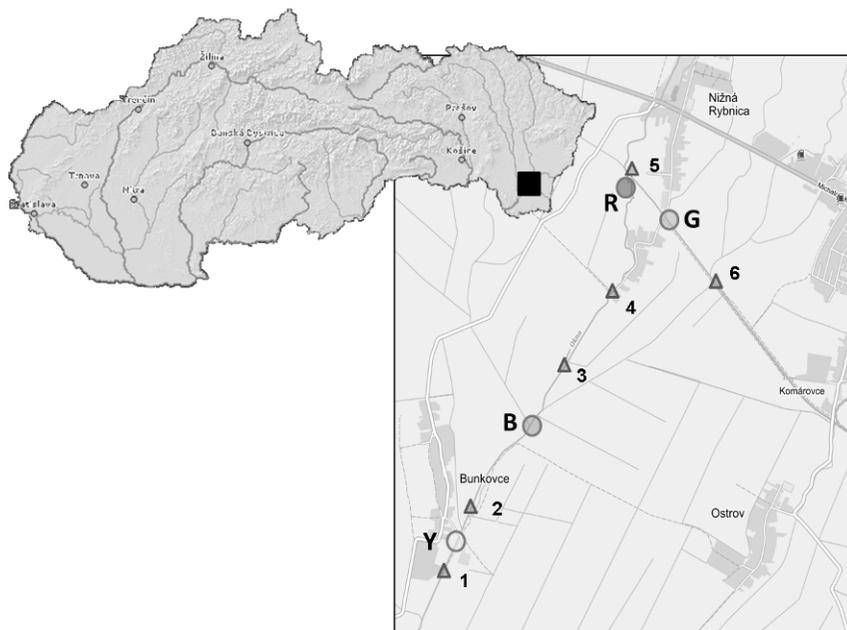 Žilina
Trenčín
Prešov
Banská Bystrica
Košice
Trnava
Nitra
Bratislava
Nižná
Rybnica
5
R
G
6
4
Okna
3
Komárovce
B
Bunkovce
2
Ostrov
Y
1